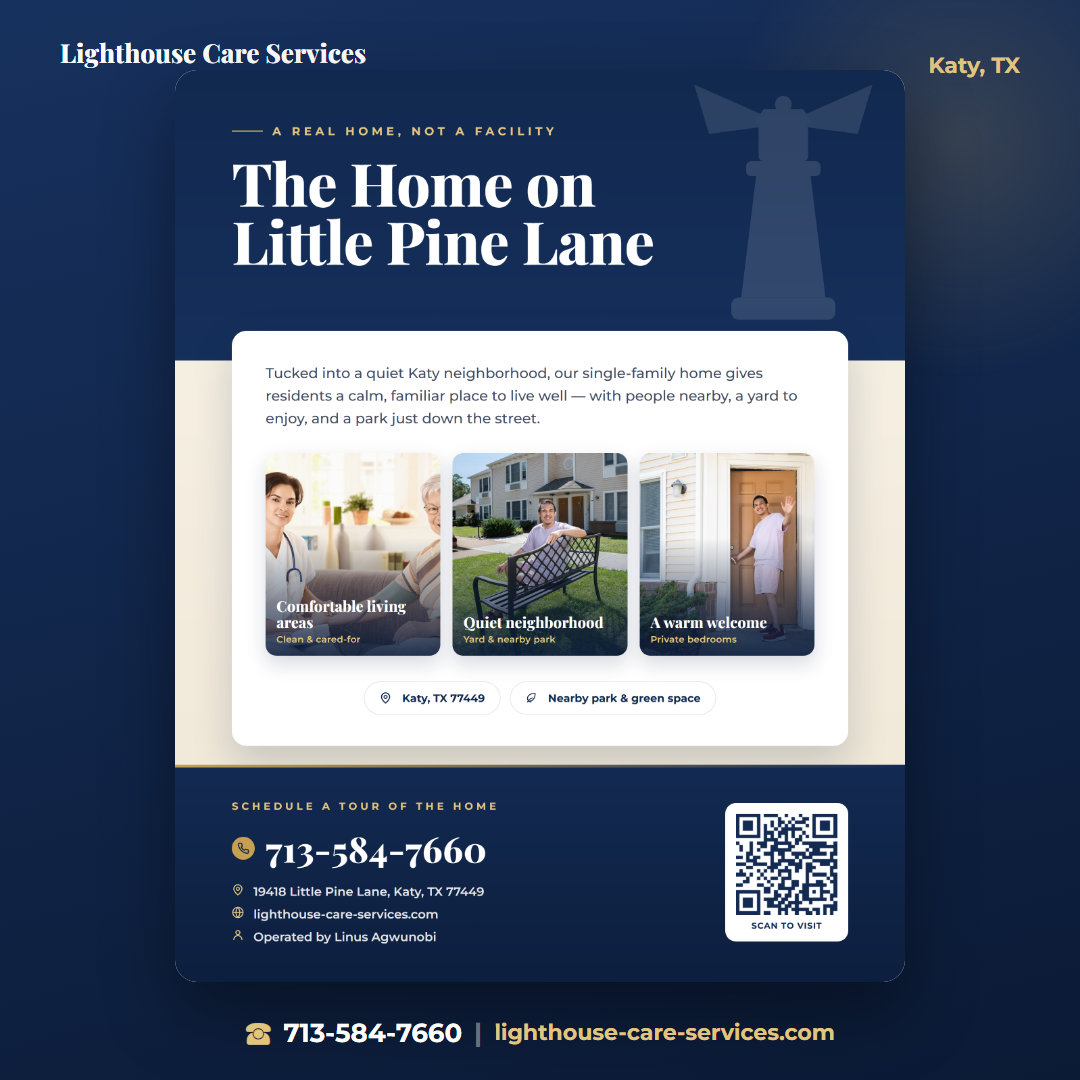 Lighthouse Care Services
Katy, TX
A REAL HOME, NOT A FACILITY
The Home on
Little Pine Lane
Tucked into a quiet Katy neighborhood, our single-family home gives
residents a calm, familiar place to live well — with people nearby, a yard to
enjoy, and a park just down the street.
Comfortable living
areas
Clean & cared-for
Quiet neighborhood
Yard & nearby park
A warm welcome
Private bedrooms
Katy, TX 77449
Nearby park & green space
SCHEDULE A TOUR OF THE HOME
713-584-7660
19418 Little Pine Lane, Katy, TX 77449
lighthouse-care-services.com
Operated by Linus Agwunobi
SCAN TO VISIT
713-584-7660 | lighthouse-care-services.com